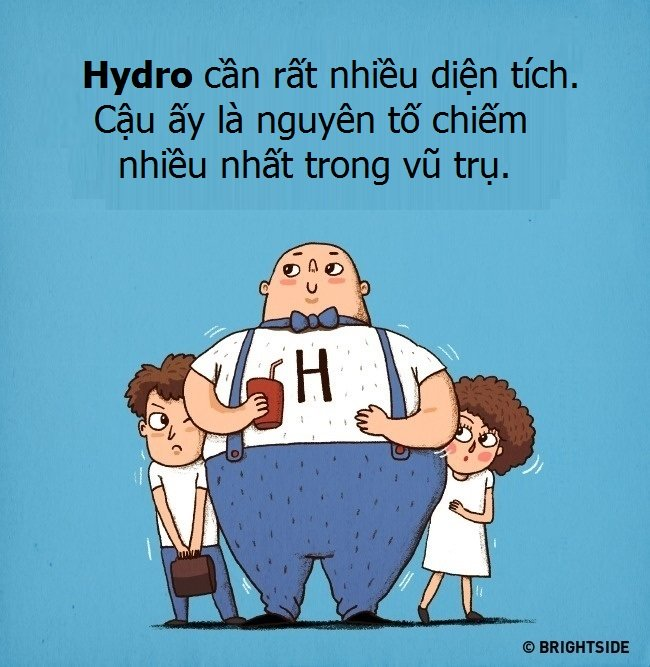 Hydro cần rất nhiều diện tích.
Cậu ấy là nguyên tố chiếm
nhiều nhất trong vũ trụ.
H
© BRIGHTSIDE